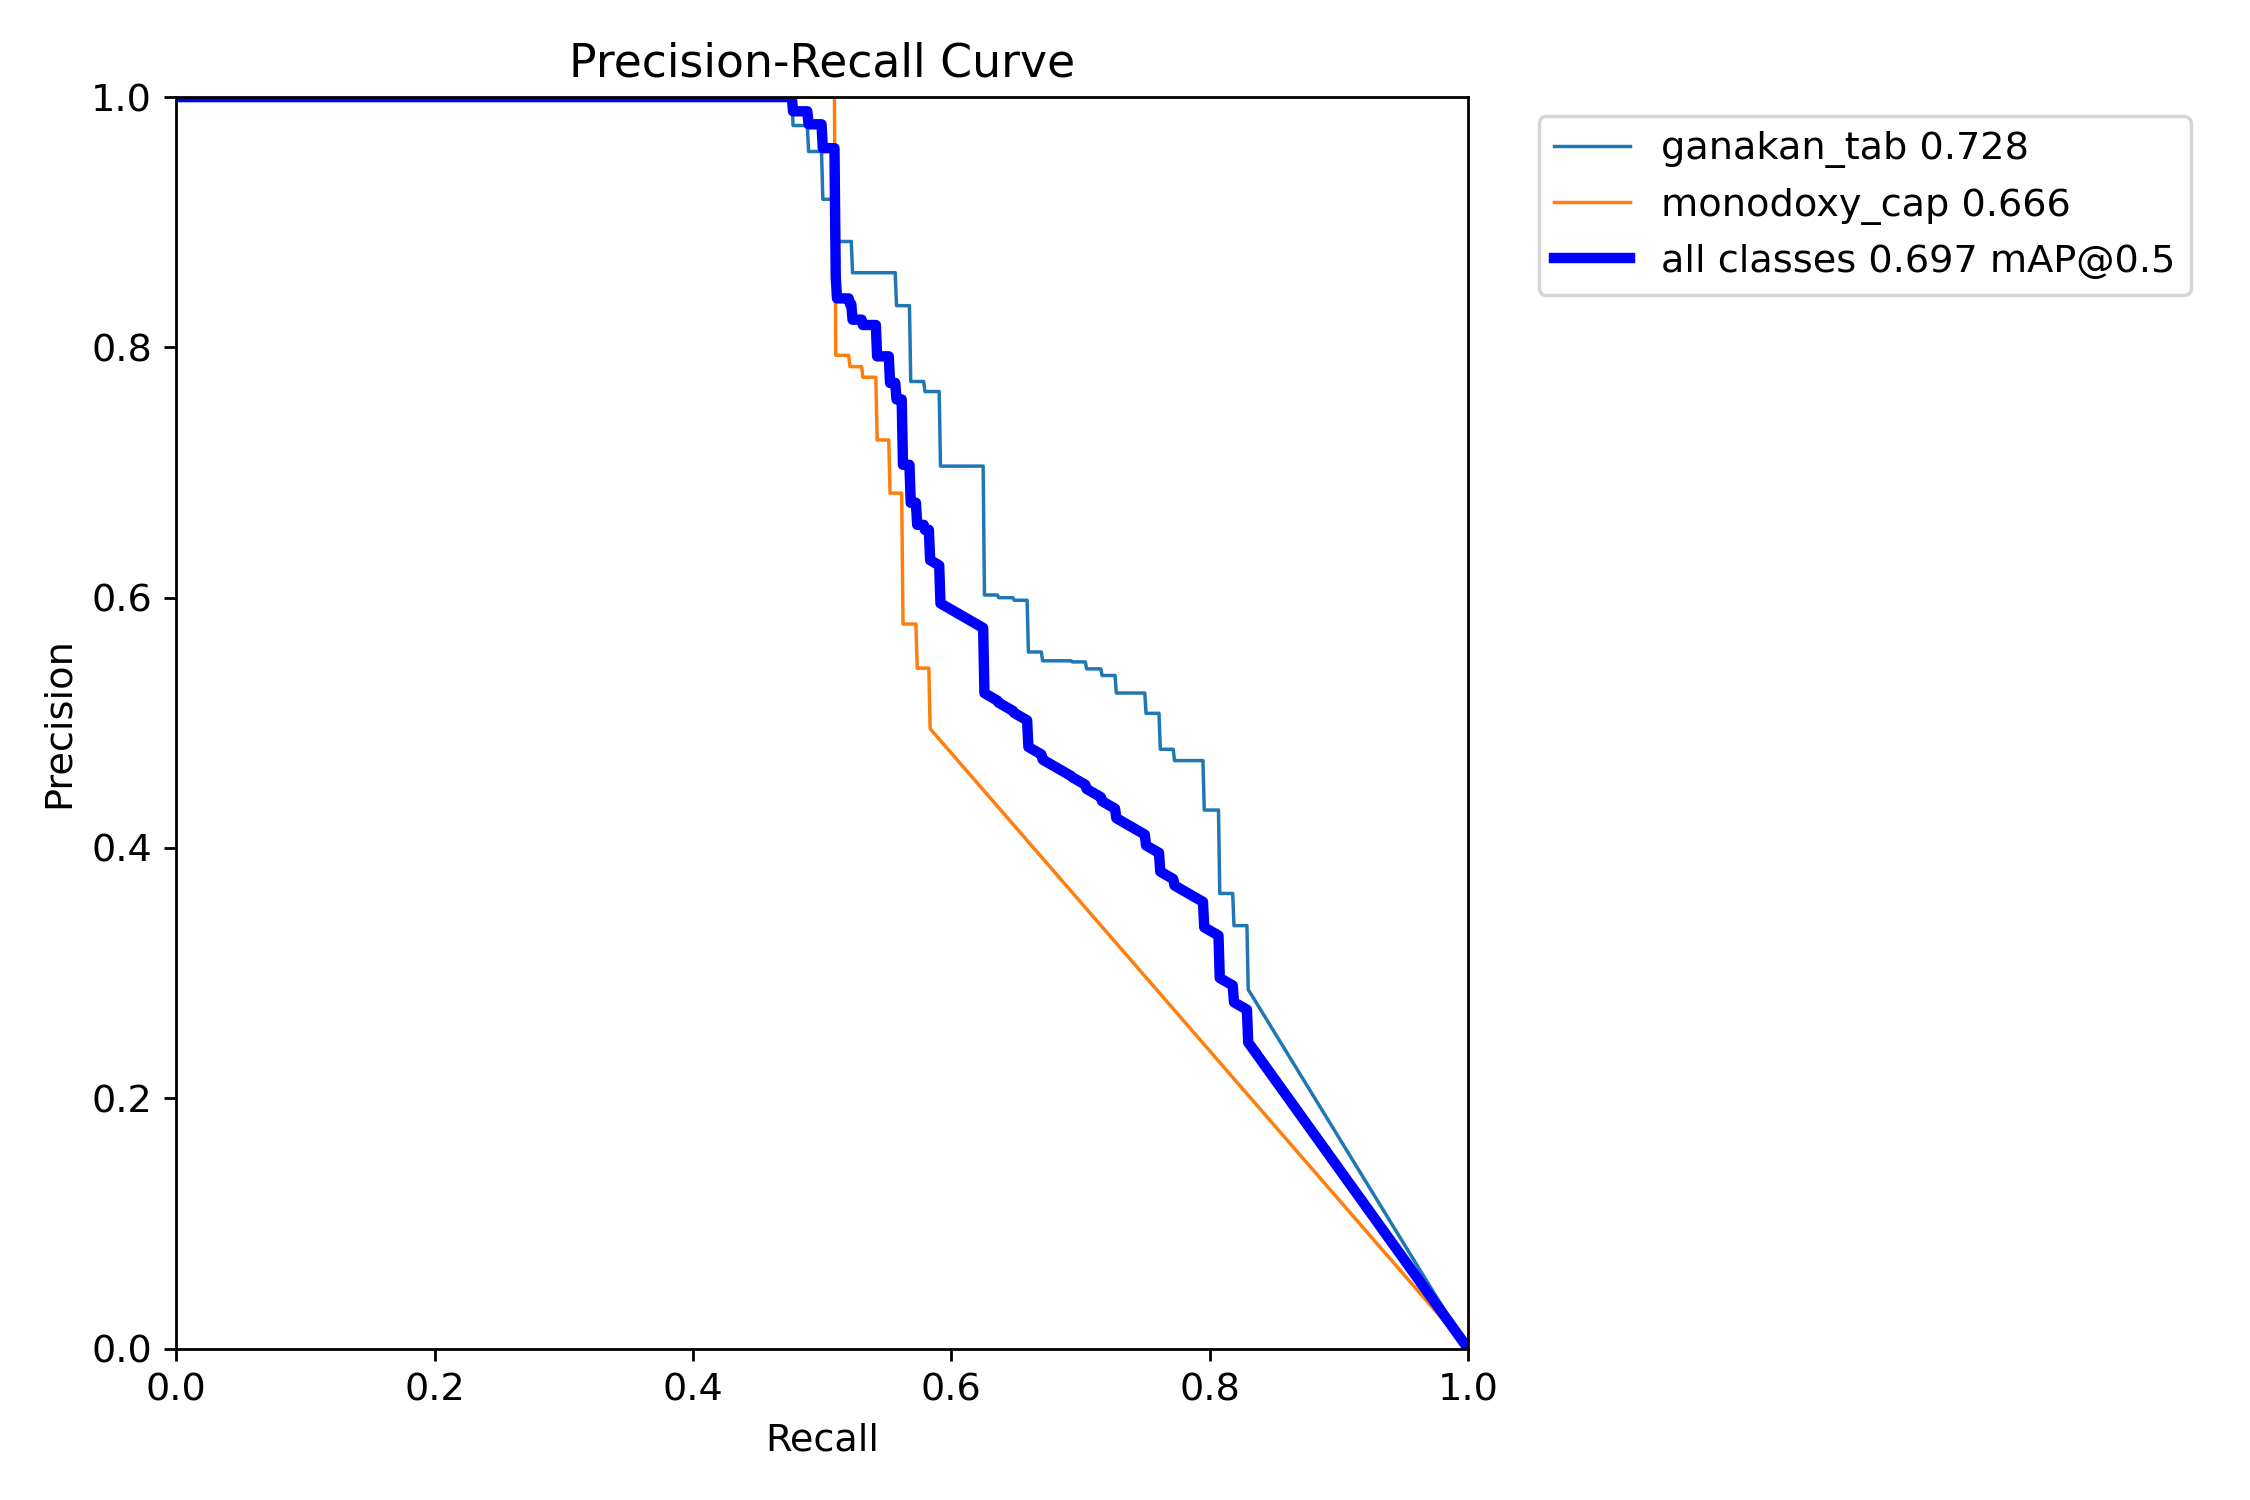 Precision-Recall Curve
1.0
0.8
0.6
0.4
0.2
0.0
Precision
0.0 0.2 0.4 0.6 0.8 1.0
Recall
ganakan_tab 0.728
monodoxy_cap 0.666
all classes 0.697 mAP@0.5